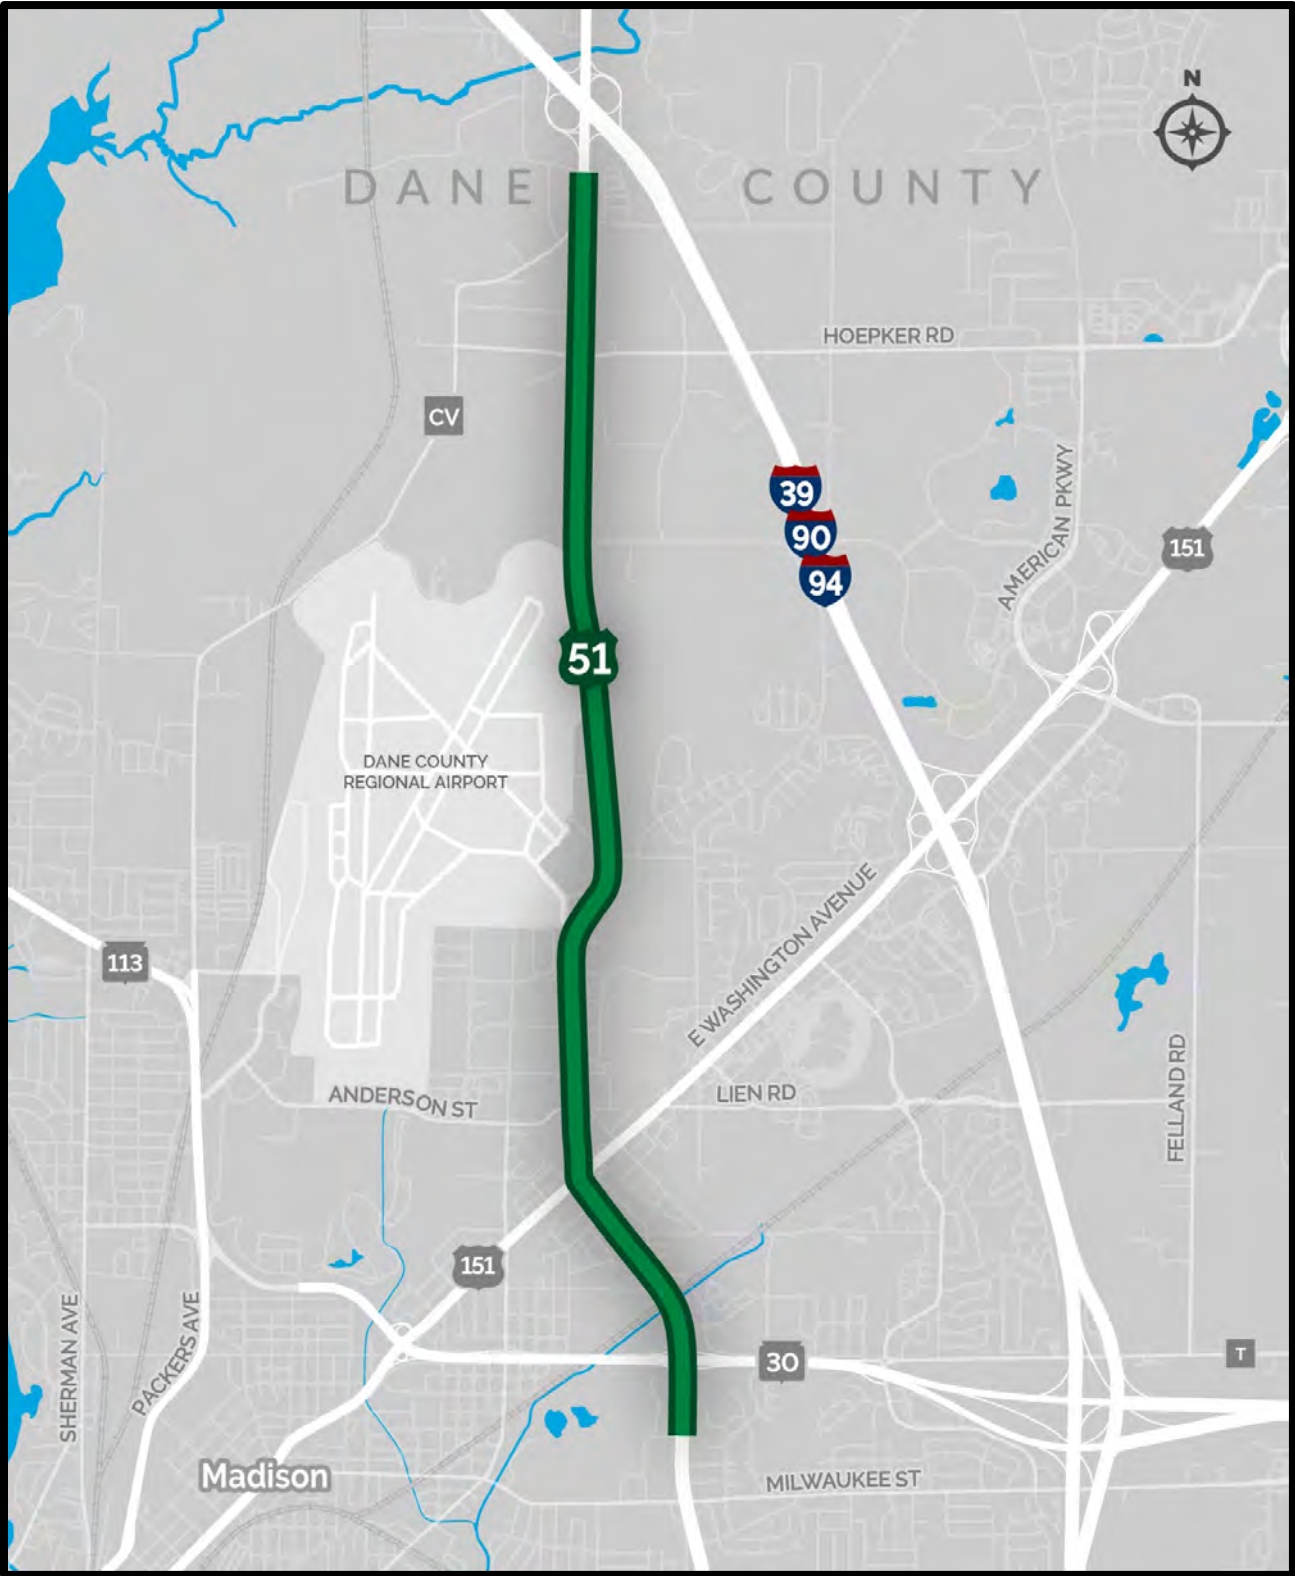 N
DANE COUNTY
HOEPKER RD
CV
39
90
94
AMERICAN PKWY
151
51
DANE COUNTY
REGIONAL AIRPORT
E WASHINGTON AVENUE
113
LIEN RD
ANDERSON ST
FELLAND RD
151
SHERMAN AVE
PACKERS AVE
30
T
Madison
MILWAUKEE ST